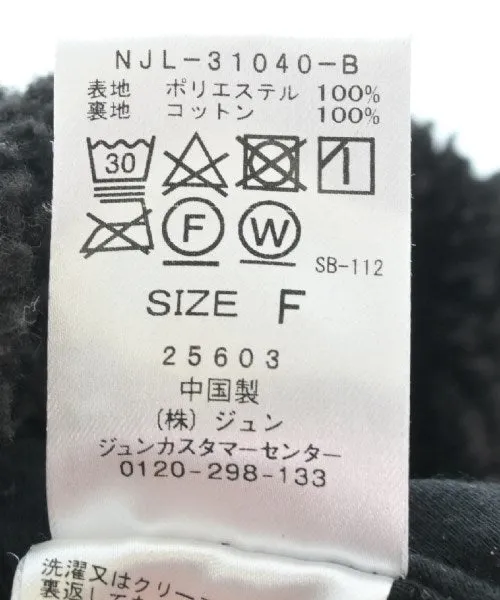 NJL-31040-B
表地 ポリエステル 100%
裏地 コットン 100%
30
F W
SB-112
SIZE F
25603
中国製
(株) ジュン
ジュンカスタマーセンター
0120-298-133
洗濯又はクリー
裏返して